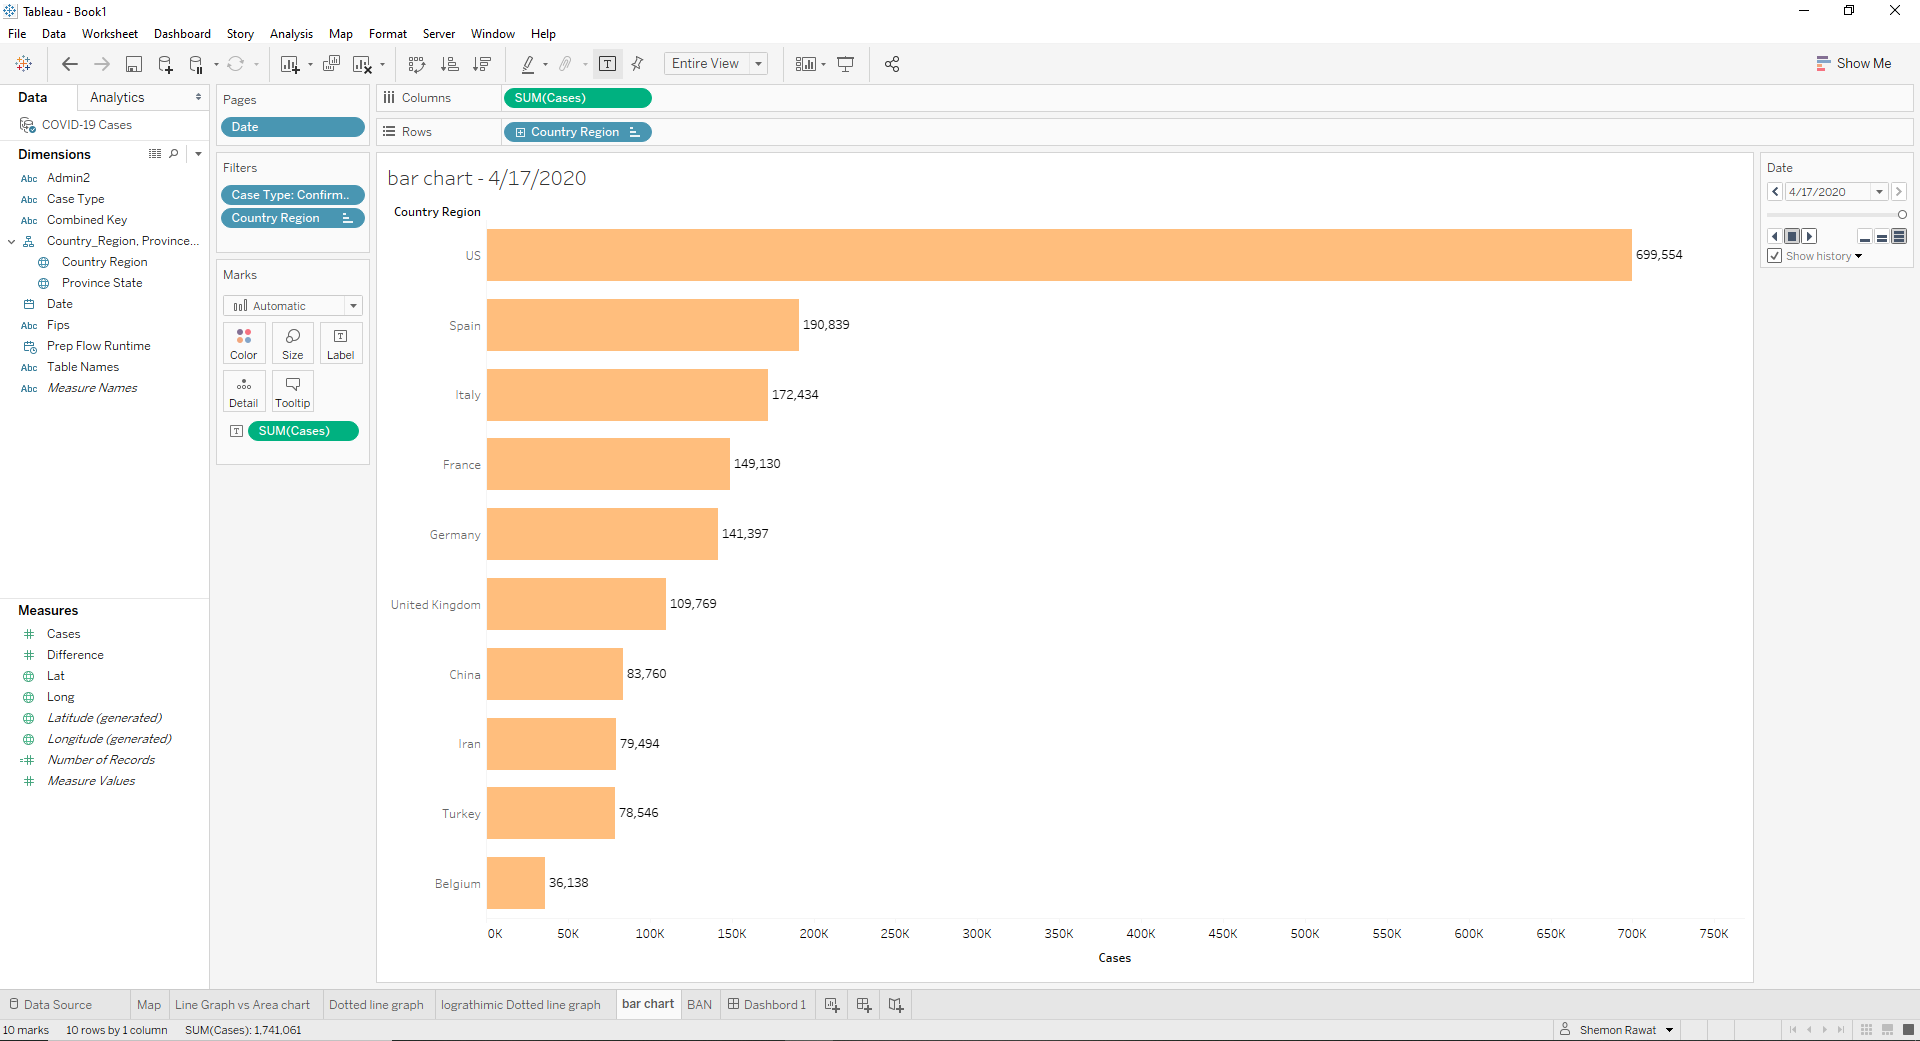 Tableau - Book1
File Data Worksheet Dashboard Story Analysis Map Format Server Window Help
Entire View
Show Me
Data Analytics
COVID-19 Cases
Dimensions
Abc Admin2
Abc Case Type
Abc Combined Key
Country_Region, Province...
Country Region
Province State
Date
Abc Fips
Prep Flow Runtime
Abc Table Names
Abc Measure Names
Measures
Cases
Difference
Lat
Long
Latitude (generated)
Longitude (generated)
Number of Records
Measure Values
Pages
Date
Filters
Case Type: Confirm..
Country Region
Marks
Automatic
Color Size Label
Detail Tooltip
SUM(Cases)
Columns SUM(Cases)
Rows Country Region
bar chart - 4/17/2020
Country Region
US 699,554
Spain 190,839
Italy 172,434
France 149,130
Germany 141,397
United Kingdom 109,769
China 83,760
Iran 79,494
Turkey 78,546
Belgium 36,138
0K 50K 100K 150K 200K 250K 300K 350K 400K 450K 500K 550K 600K 650K 700K 750K
Cases
Date
4/17/2020
Show history
Data Source Map Line Graph vs Area chart Dotted line graph lograthimic Dotted line graph bar chart BAN Dashbord 1
10 marks 10 rows by 1 column SUM(Cases): 1,741,061 Shemon Rawat